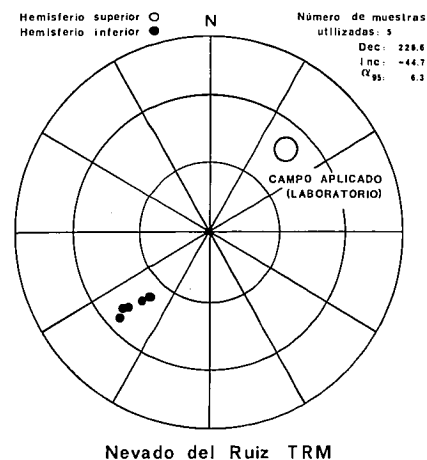 Hemisferio superior
Hemisferio inferior
N
Número de muestras
utilizadas: 5
Dec: 226.6
Inc: -44.7
α95: 6.3
CAMPO APLICADO
(LABORATORIO)
Nevado del Ruiz TRM